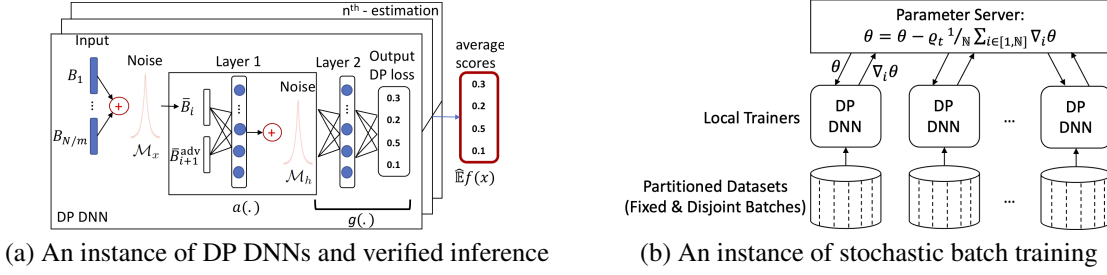 nth - estimation
Input
Noise
B1
⋮
BN/m
+
ℳx
Layer 1
B̄i
B̄i+1adv
⋮
+
Noise
ℳh
Layer 2
⋮
Output
DP loss
0.3
0.2
0.5
0.1
a(.)
g(.)
DP DNN
average
scores
0.3
0.2
0.5
0.1
𝔼̂f(x)
(a) An instance of DP DNNs and verified inference
Parameter Server:
θ = θ − ϱt 1/ℕ ∑i∈[1,ℕ] ∇iθ
θ
∇iθ
Local Trainers
DP
DNN
DP
DNN
...
DP
DNN
Partitioned Datasets
(Fixed & Disjoint Batches)
...
(b) An instance of stochastic batch training